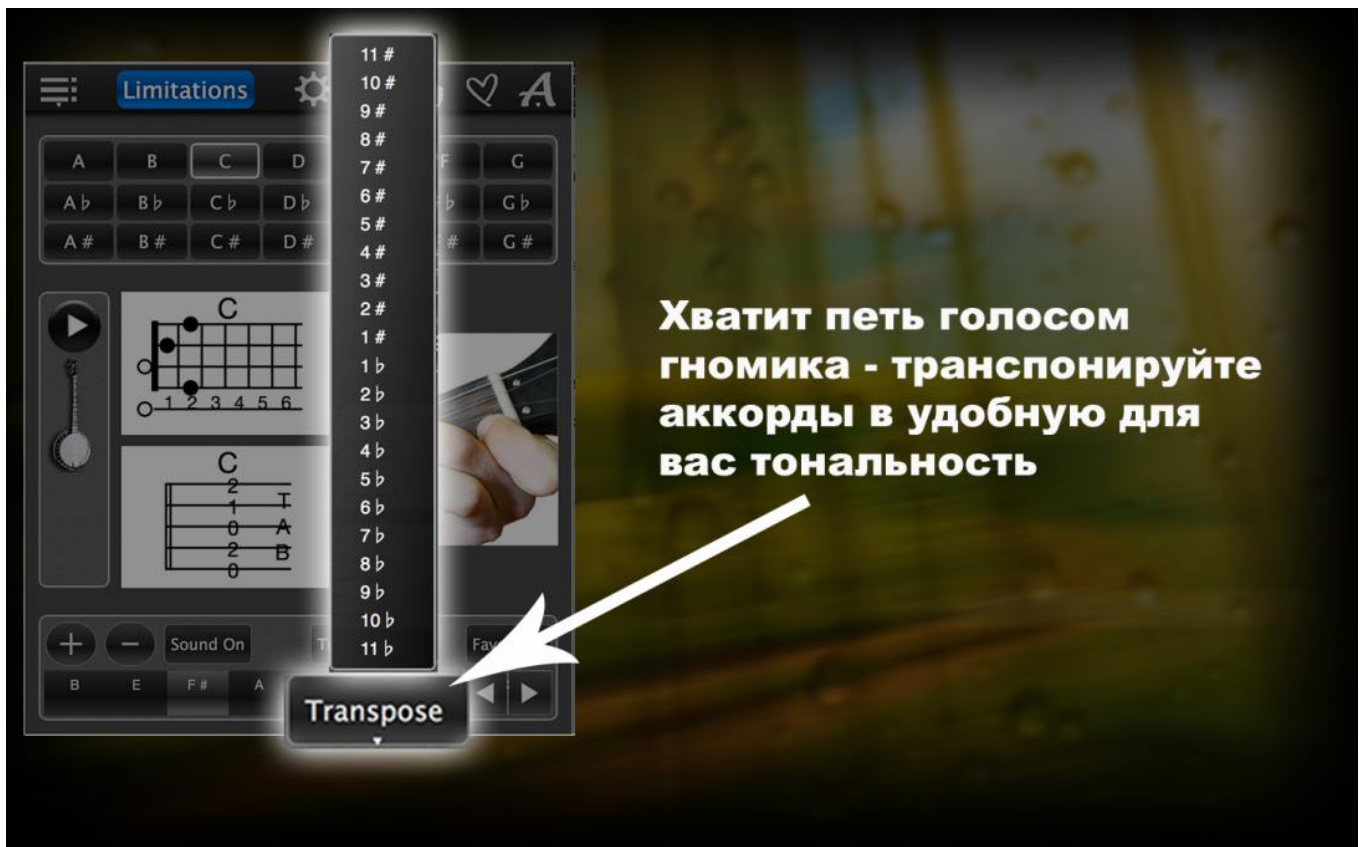 Limitations
A
A B C D F G
A♭ B♭ C♭ D♭ ♭ G♭
A# B# C# D# # G#
11 #
10 #
9 #
8 #
7 #
6 #
5 #
4 #
3 #
2 #
1 #
1 ♭
2 ♭
3 ♭
4 ♭
5 ♭
6 ♭
7 ♭
8 ♭
9 ♭
10 ♭
11 ♭
C
1 2 3 4 5 6
C
2
1 T
0 A
2 B
0
Хватит петь голосом
гномика - транспонируйте
аккорды в удобную для
вас тональность
+ − Sound On T
B E F# A
Transpose